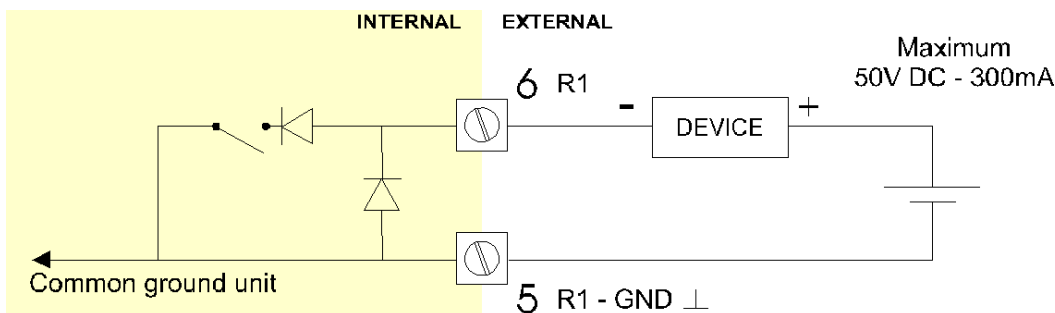 INTERNAL EXTERNAL
Maximum
50V DC - 300mA
6 R1
- DEVICE +
Common ground unit
5 R1 - GND ⊥